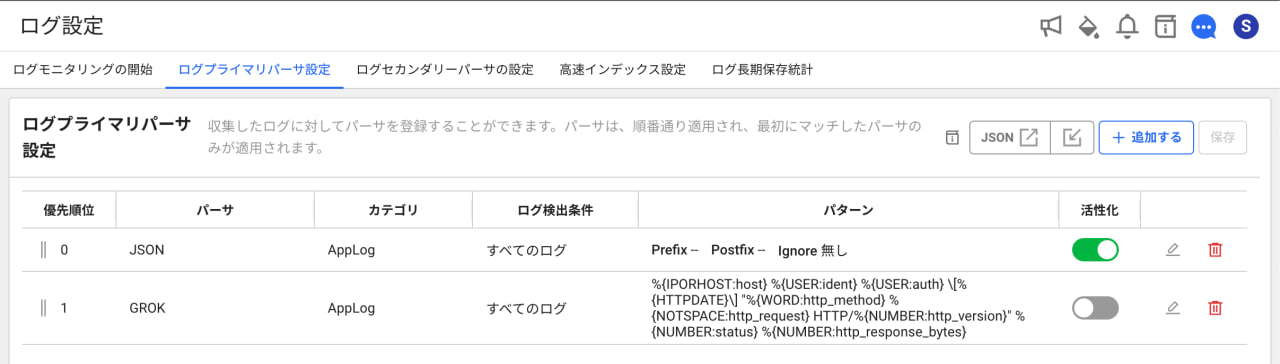 ログ設定
S
ログモニタリングの開始 ログプライマリパーサ設定 ログセカンダリーパーサの設定 高速インデックス設定 ログ長期保存統計
ログプライマリパーサ
設定
収集したログに対してパーサを登録することができます。パーサは、順番通り適用され、最初にマッチしたパーサの
みが適用されます。
JSON + 追加する 保存
優先順位 パーサ カテゴリ ログ検出条件 パターン 活性化
0 JSON AppLog すべてのログ Prefix -- Postfix -- Ignore 無し
1 GROK AppLog すべてのログ
%{IPORHOST:host} %{USER:ident} %{USER:auth} \[%
{HTTPDATE}\] "%{WORD:http_method} %
{NOTSPACE:http_request} HTTP/%{NUMBER:http_version}" %
{NUMBER:status} %{NUMBER:http_response_bytes}